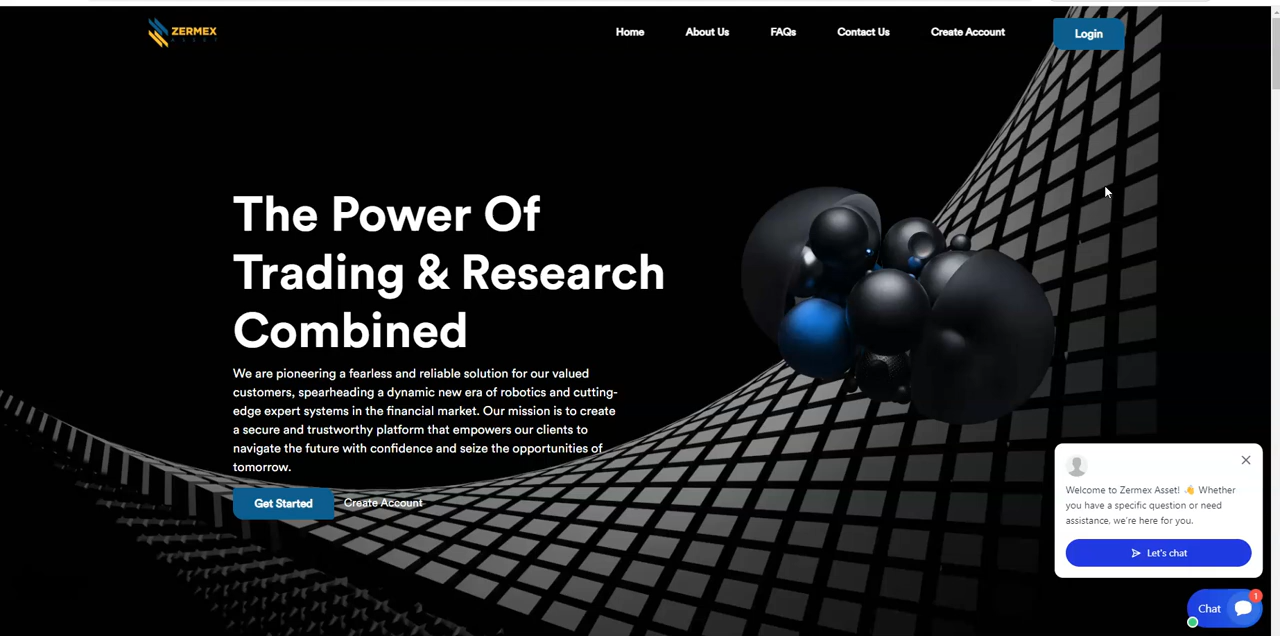 ZERMEX
ASSET
Home
About Us
FAQs
Contact Us
Create Account
Login
The Power Of
Trading & Research
Combined
We are pioneering a fearless and reliable solution for our valued
customers, spearheading a dynamic new era of robotics and cutting-
edge expert systems in the financial market. Our mission is to create
a secure and trustworthy platform that empowers our clients to
navigate the future with confidence and seize the opportunities of
tomorrow.
Get Started
Create Account
Welcome to Zermex Asset! 👋 Whether
you have a specific question or need
assistance, we're here for you.
Let's chat
Chat
1